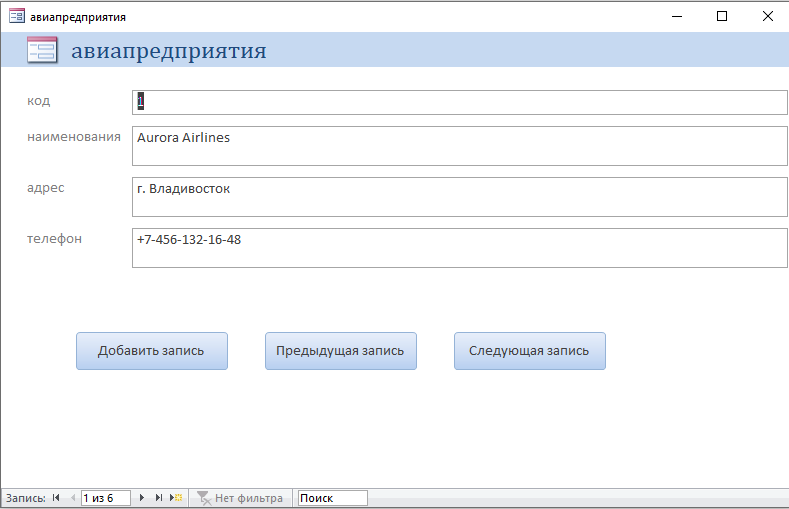 авиапредприятия
авиапредприятия
код 1
наименования Aurora Airlines
адрес г. Владивосток
телефон +7-456-132-16-48
Добавить запись Предыдущая запись Следующая запись
Запись: 1 из 6 Нет фильтра Поиск